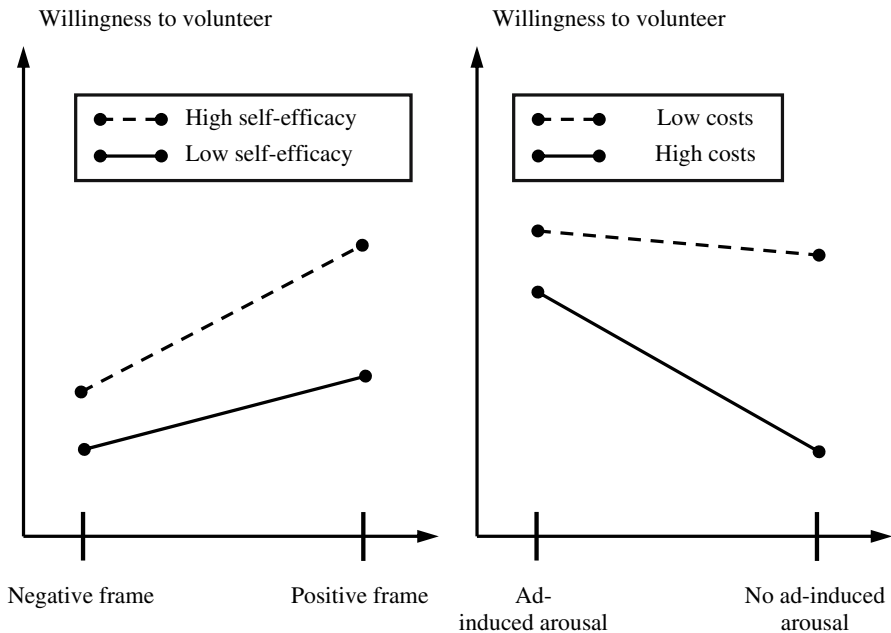 Willingness to volunteer
High self-efficacy
Low self-efficacy
Negative frame
Positive frame
Willingness to volunteer
Low costs
High costs
Ad-
induced arousal
No ad-induced
arousal